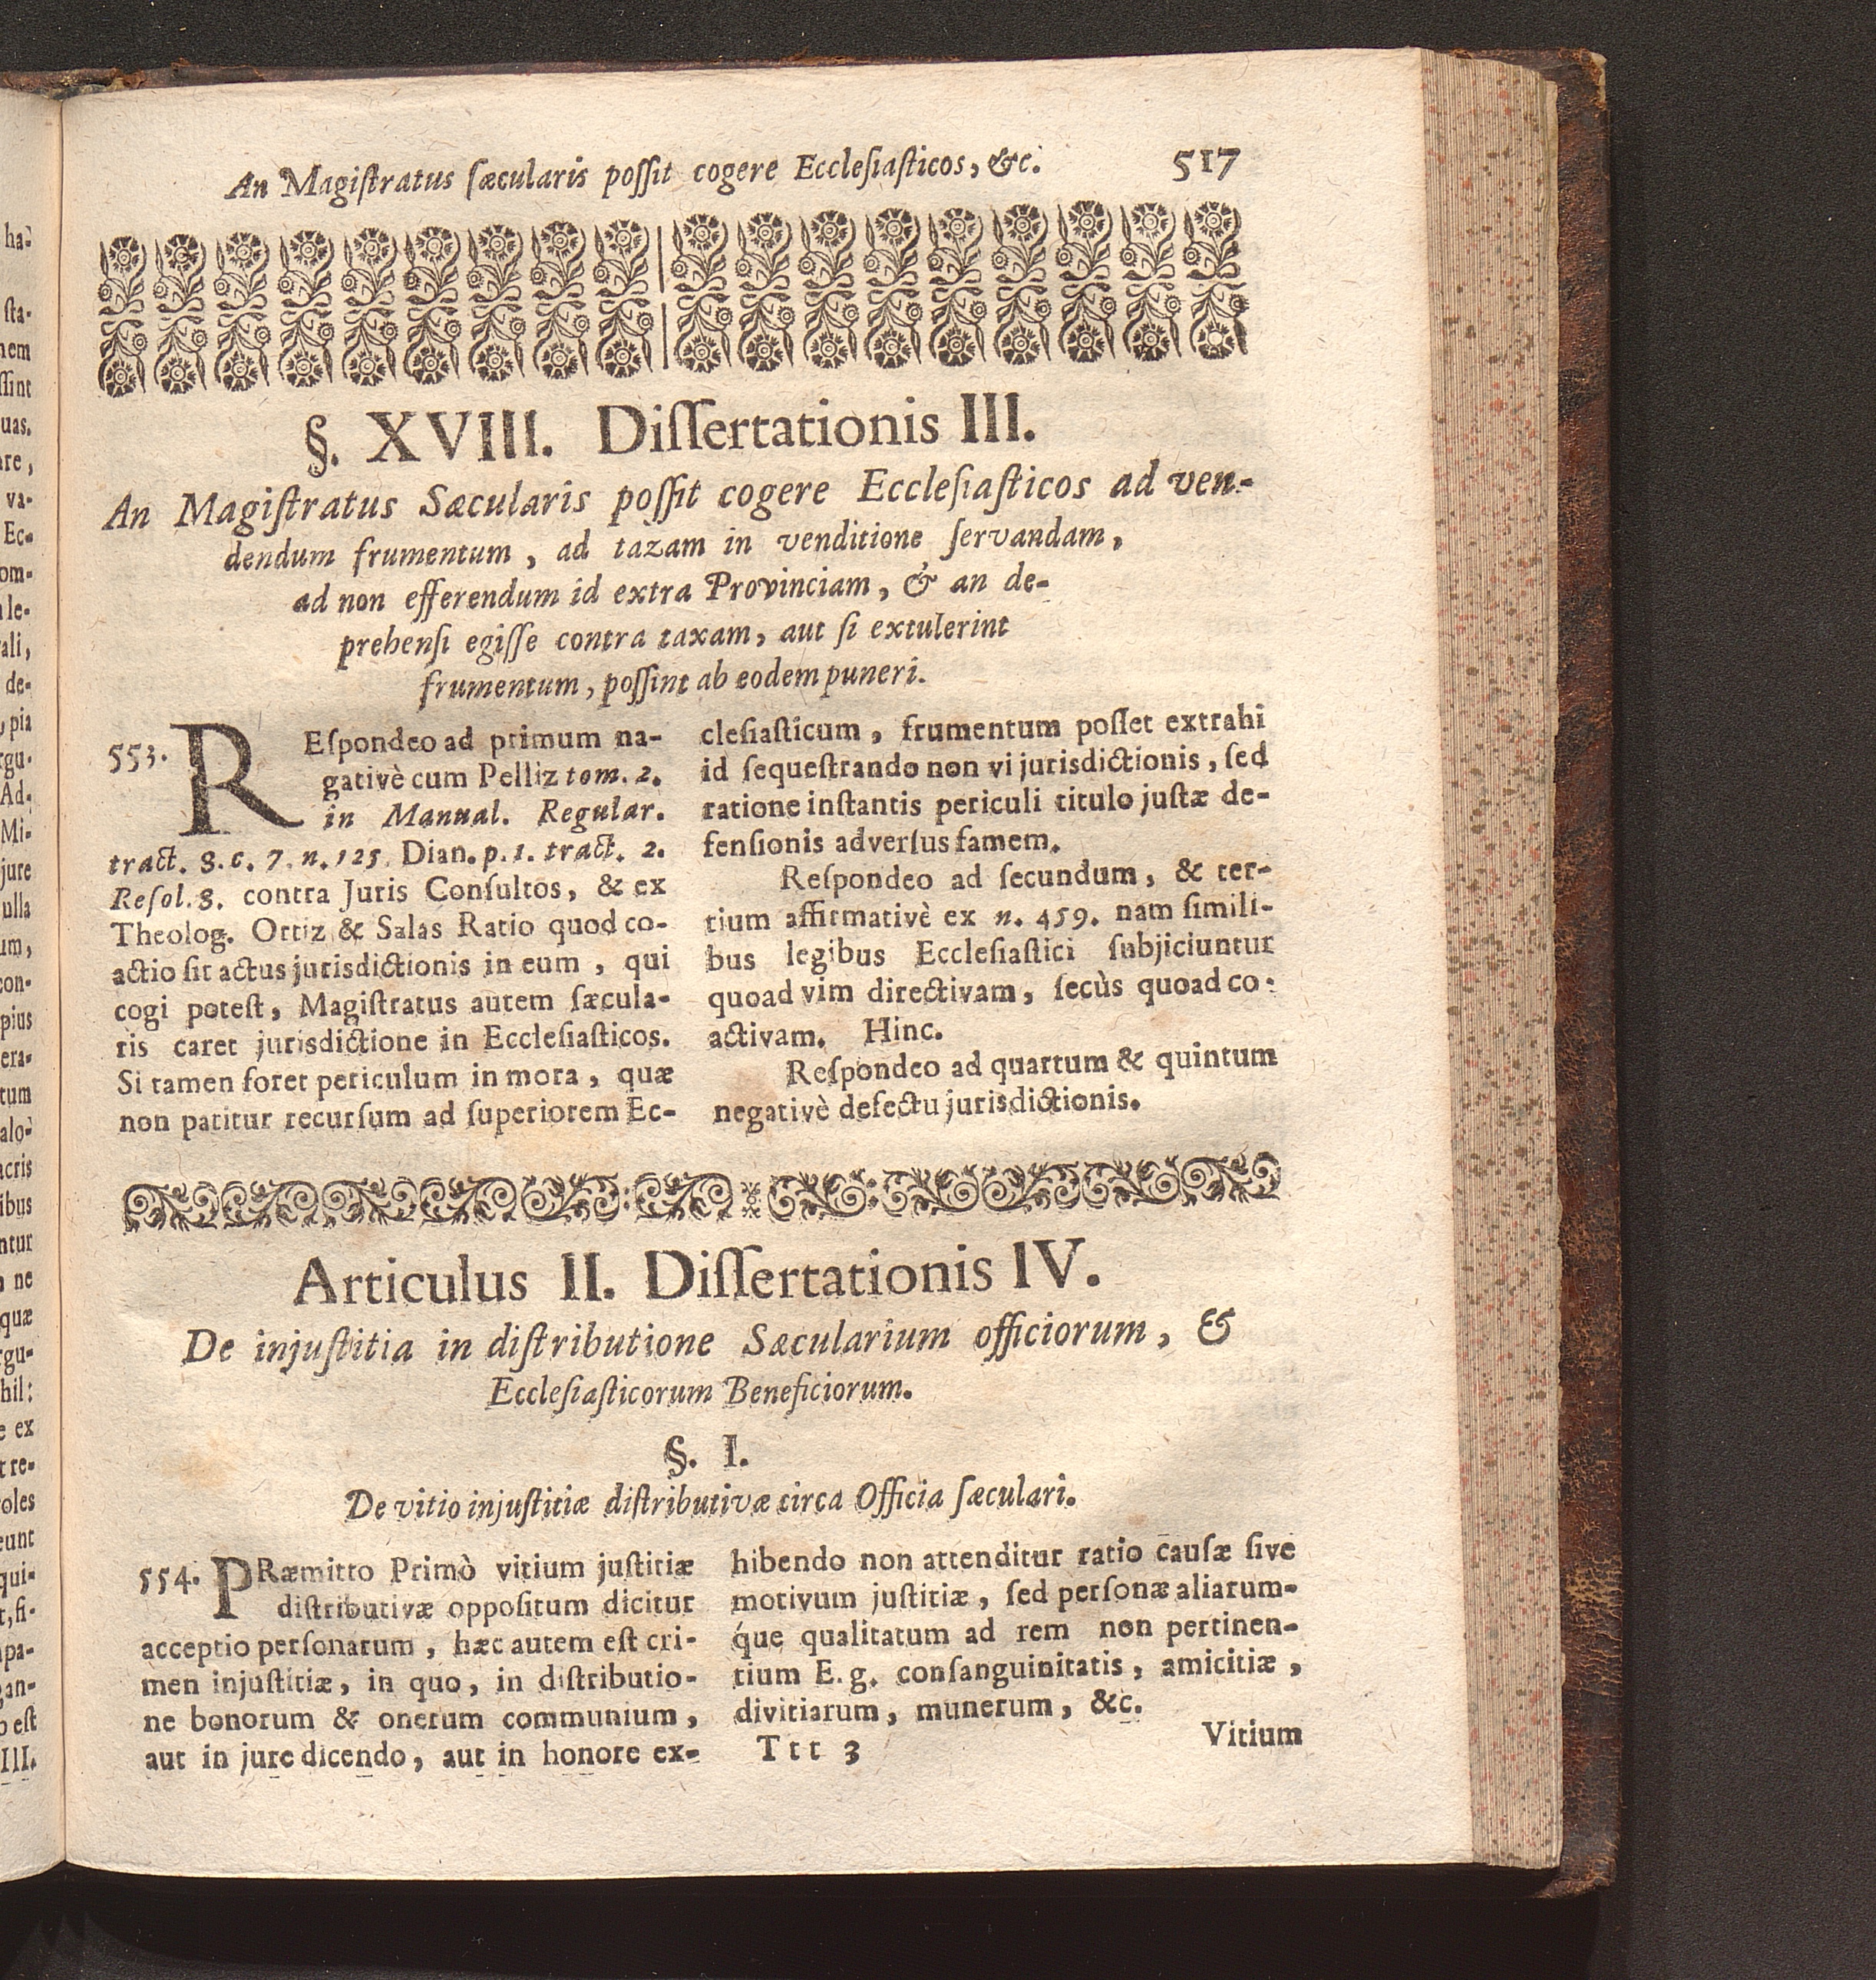 An Magiſtratus ſæcularis poſſit cogere Eccleſiaſticos, &c.
517
§. XVIII. Diſſertationis III.
An Magiſtratus Sæcularis poſſit cogere Eccleſiaſticos ad ven-
dendum frumentum, ad tazam in venditione ſervandam,
ad non efferendum id extra Provinciam, & an de-
prehenſi egiſſe contra taxam, aut ſi extulerint
frumentum, poſſint ab eodem puneri.
553. REſpondeo ad primum na-
gativè cum Pelliz tom. 2.
in Manual. Regular.
tract. 8. c. 7. n. 125. Dian. p. 1. tract. 2.
Reſol. 8. contra Juris Conſultos, & ex
Theolog. Ortiz & Salas Ratio quod co-
actio ſit actus jurisdictionis in eum, qui
cogi poteſt, Magiſtratus autem ſæcula-
ris caret jurisdictione in Eccleſiaſticos.
Si tamen foret periculum in mora, quæ
non patitur recurſum ad ſuperiorem Ec-
cleſiaſticum, frumentum poſſet extrahi
id ſequeſtrando non vi jurisdictionis, ſed
ratione inſtantis periculi titulo juſtæ de-
fenſionis adverſus famem.
Reſpondeo ad ſecundum, & ter-
tium affirmativè ex n. 459. nam ſimili-
bus legibus Eccleſiaſtici ſubjiciuntur
quoad vim directivam, ſecùs quoad co-
activam. Hinc.
Reſpondeo ad quartum & quintum
negativè defectu jurisdictionis.
Articulus II. Diſſertationis IV.
De injuſtitia in diſtributione Sæcularium officiorum, &
Eccleſiaſticorum Beneficiorum.
§. I.
De vitio injuſtitiæ diſtributivæ circa Officia ſæculari.
554. PRæmitto Primò vitium juſtitiæ
diſtributivæ oppoſitum dicitur
acceptio perſonarum, hæc autem eſt cri-
men injuſtitiæ, in quo, in diſtributio-
ne bonorum & onerum communium,
aut in jure dicendo, aut in honore ex-
hibendo non attenditur ratio cauſæ ſive
motivum juſtitiæ, ſed perſonæ aliarum-
que qualitatum ad rem non pertinen-
tium E. g. conſanguinitatis, amicitiæ,
divitiarum, munerum, &c.
Ttt 3
Vitium